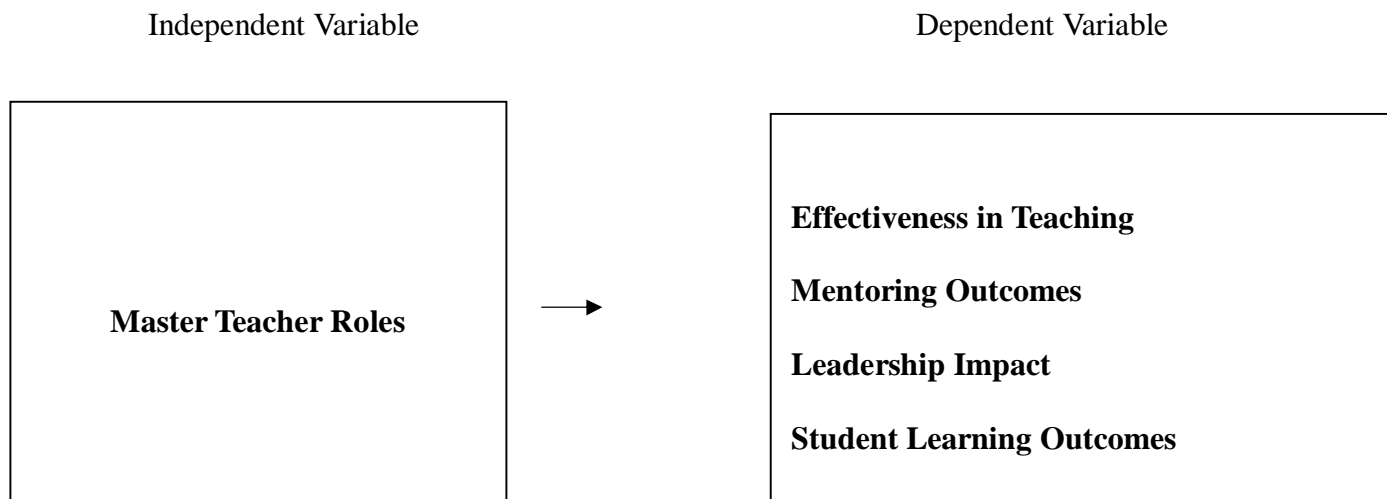 Independent Variable
Dependent Variable
Master Teacher Roles
Effectiveness in Teaching
Mentoring Outcomes
Leadership Impact
Student Learning Outcomes